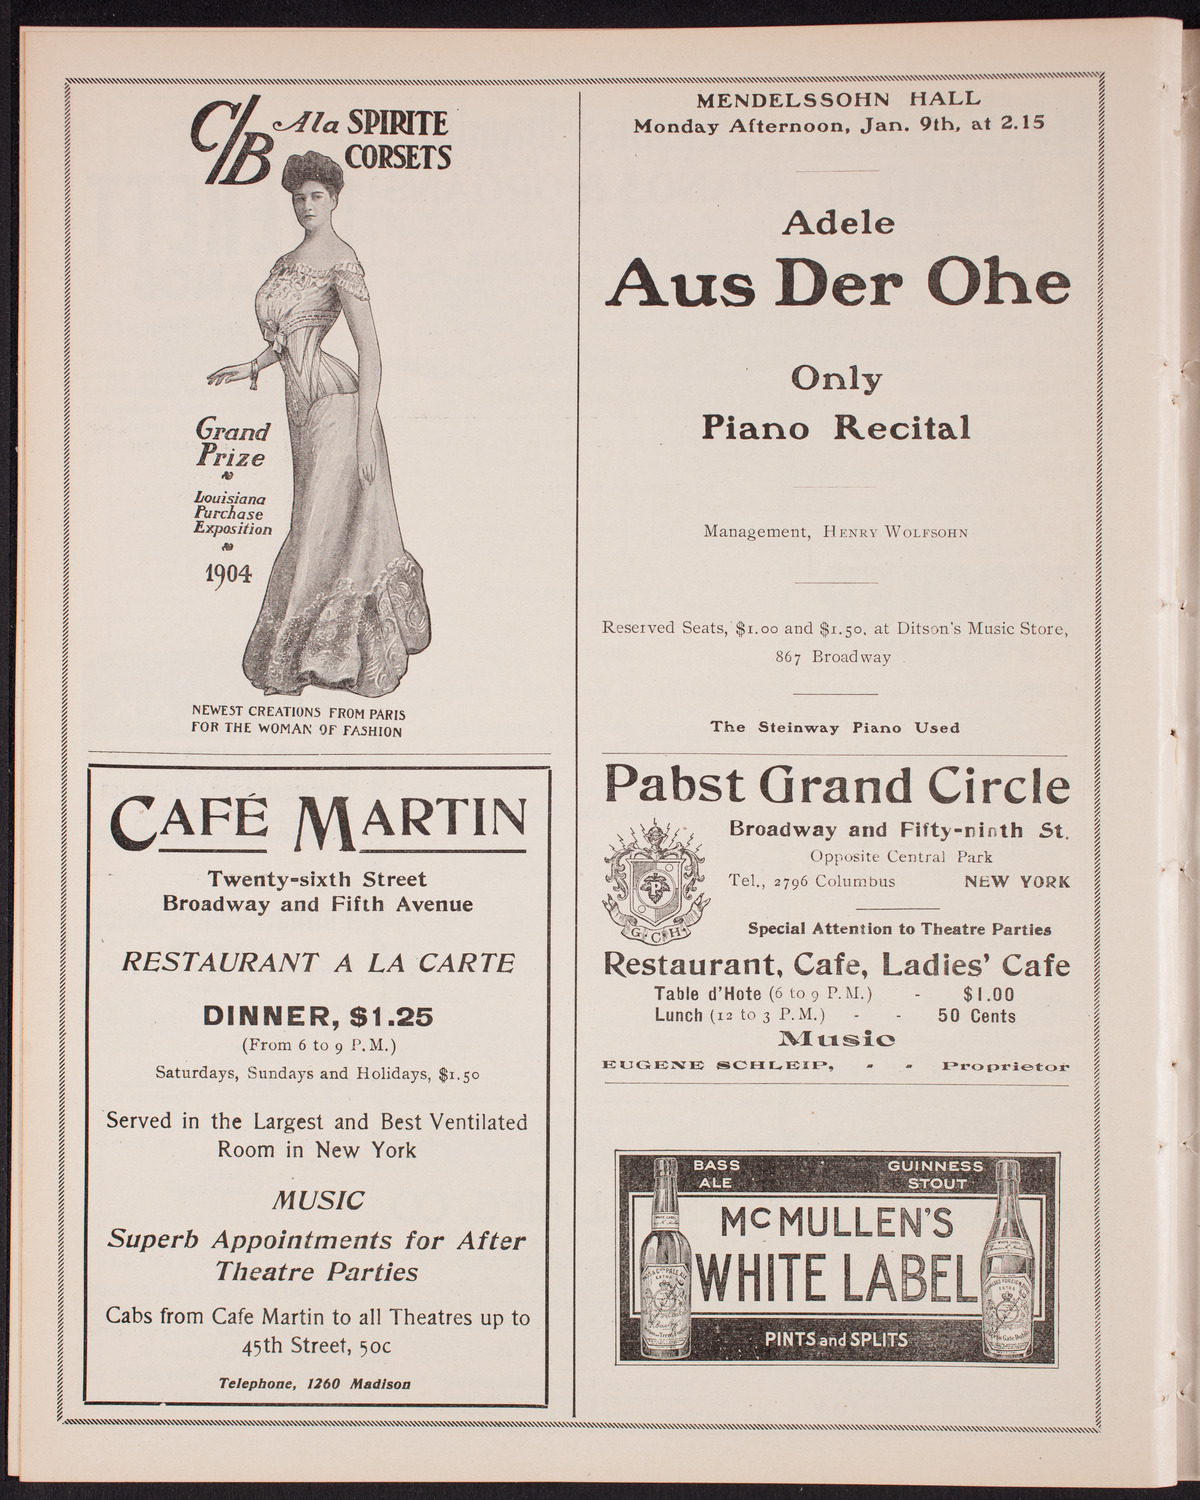 C/B Ala SPIRITE
CORSETS
Grand
Prize
Louisiana
Purchase
Exposition
1904
NEWEST CREATIONS FROM PARIS
FOR THE WOMAN OF FASHION
CAFÉ MARTIN
Twenty-sixth Street
Broadway and Fifth Avenue
RESTAURANT A LA CARTE
DINNER, $1.25
(From 6 to 9 P.M.)
Saturdays, Sundays and Holidays, $1.50
Served in the Largest and Best Ventilated
Room in New York
MUSIC
Superb Appointments for After
Theatre Parties
Cabs from Cafe Martin to all Theatres up to
45th Street, 50c
Telephone, 1260 Madison
MENDELSSOHN HALL
Monday Afternoon, Jan. 9th, at 2.15
Adele
Aus Der Ohe
Only
Piano Recital
Management, HENRY WOLFSOHN
Reserved Seats, $1.00 and $1.50, at Ditson's Music Store,
867 Broadway
The Steinway Piano Used
Pabst Grand Circle
Broadway and Fifty-ninth St.
Opposite Central Park
Tel., 2796 Columbus NEW YORK
P
G. C. H.
Special Attention to Theatre Parties
Restaurant, Cafe, Ladies' Cafe
Table d'Hote (6 to 9 P.M.) - $1.00
Lunch (12 to 3 P.M.) - - 50 Cents
Music
EUGENE SCHLEIP, - - Proprietor
BASS GUINNESS
ALE STOUT
McMULLEN'S
WHITE LABEL
PINTS and SPLITS